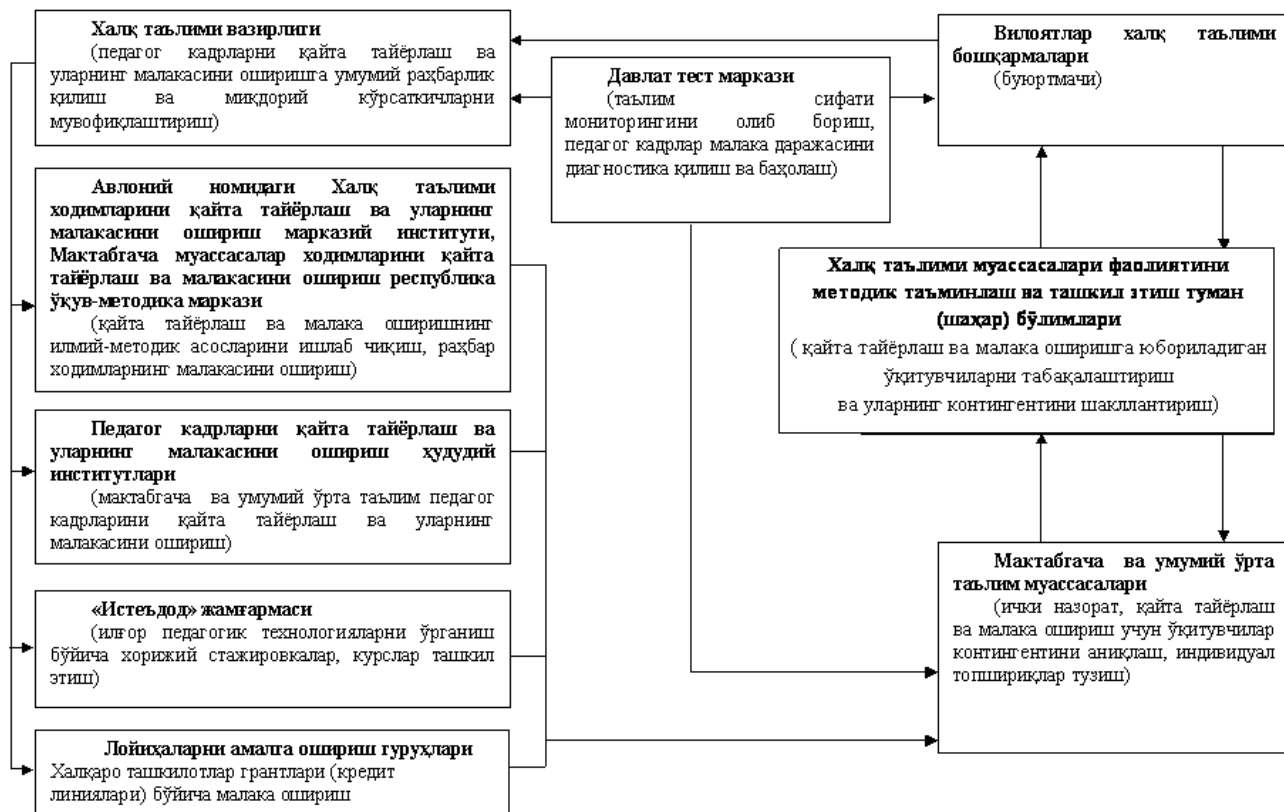 Халқ таълими вазирлиги
(педагог кадрларни қайта тайёрлаш ва
уларнинг малакасини оширишга умумий раҳбарлик
қилиш ва миқдорий кўрсаткичларни
мувофиқлаштириш)
Давлат тест маркази
(таълим сифати
мониторингини олиб бориш,
педагог кадрлар малака даражасини
диагностика қилиш ва баҳолаш)
Вилоятлар халқ таълими
бошқармалари
(буюртмачи)
Авлоний номидаги Халқ таълими
ходимларини қайта тайёрлаш ва уларнинг
малакасини ошириш марказий институти,
Мактабгача муассасалар ходимларини қайта
тайёрлаш ва малакасини ошириш республика
ўқув-методика маркази
(қайта тайёрлаш ва малака оширишнинг
илмий-методик асосларини ишлаб чиқиш, раҳбар
ходимларнинг малакасини ошириш)
Халқ таълими муассасалари фаолиятини
методик таъминлаш ва ташкил этиш туман
(шаҳар) бўлимлари
( қайта тайёрлаш ва малака оширишга юбориладиган
ўқитувчиларни табақалаштириш
ва уларнинг контингентини шакллантириш)
Педагог кадрларни қайта тайёрлаш ва
уларнинг малакасини ошириш ҳудудий
институтлари
(мактабгача ва умумий ўрта таълим педагог
кадрларини қайта тайёрлаш ва уларнинг
малакасини ошириш)
Мактабгача ва умумий ўрта
таълим муассасалари
(ички назорат, қайта тайёрлаш
ва малака ошириш учун ўқитувчилар
контингентини аниқлаш, индивидуал
топшириқлар тузиш)
«Истеъдод» жамғармаси
(илғор педагогик технологияларни ўрганиш
бўйича хорижий стажировкалар, курслар ташкил
этиш)
Лойиҳаларни амалга ошириш гуруҳлари
Халқаро ташкилотлар грантлари (кредит
линиялари) бўйича малака ошириш